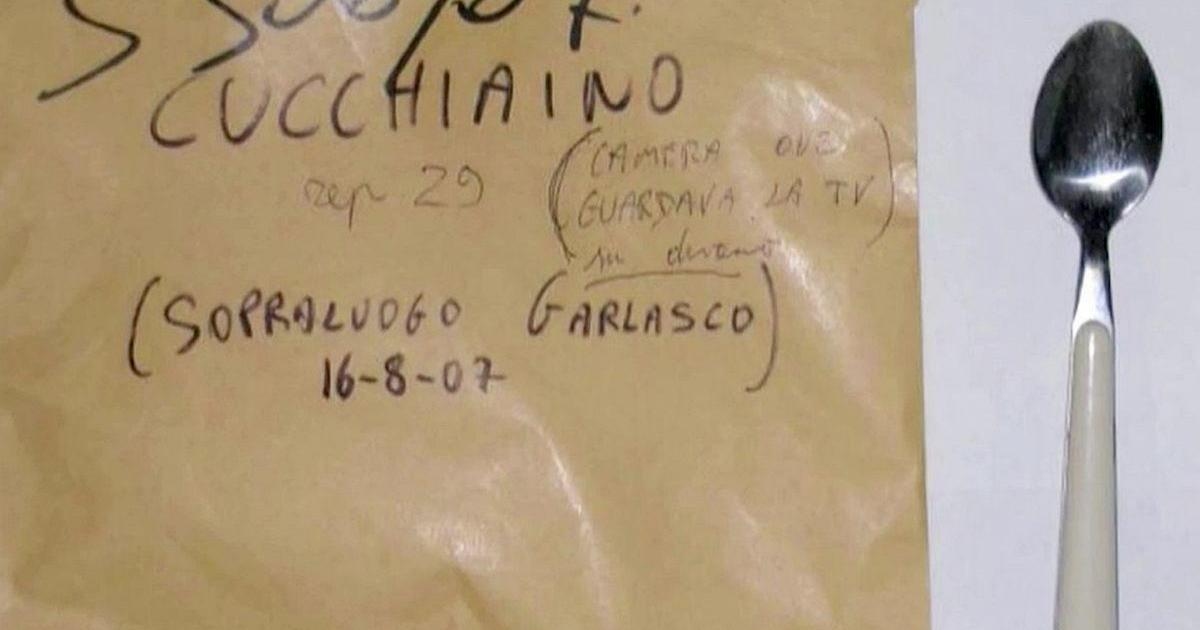 CUCCHIAINO
rep 29
(CAMERA OVE
GUARDAVA LA TV
su divano)
(SOPRALUOGO GARLASCO)
16-8-07